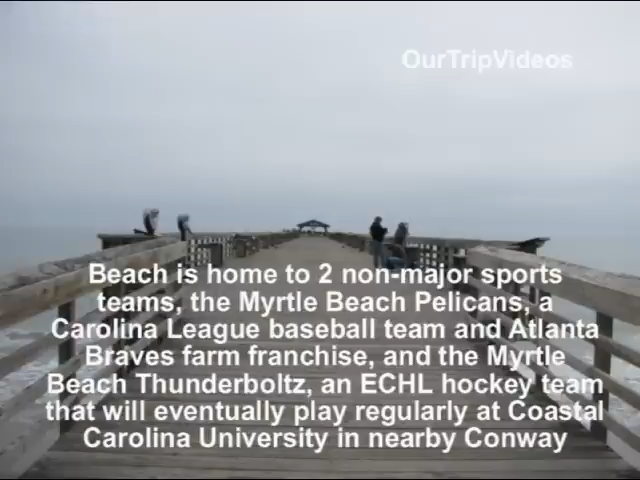 OurTripVideos
Beach is home to 2 non-major sports
teams, the Myrtle Beach Pelicans, a
Carolina League baseball team and Atlanta
Braves farm franchise, and the Myrtle
Beach Thunderboltz, an ECHL hockey team
that will eventually play regularly at Coastal
Carolina University in nearby Conway